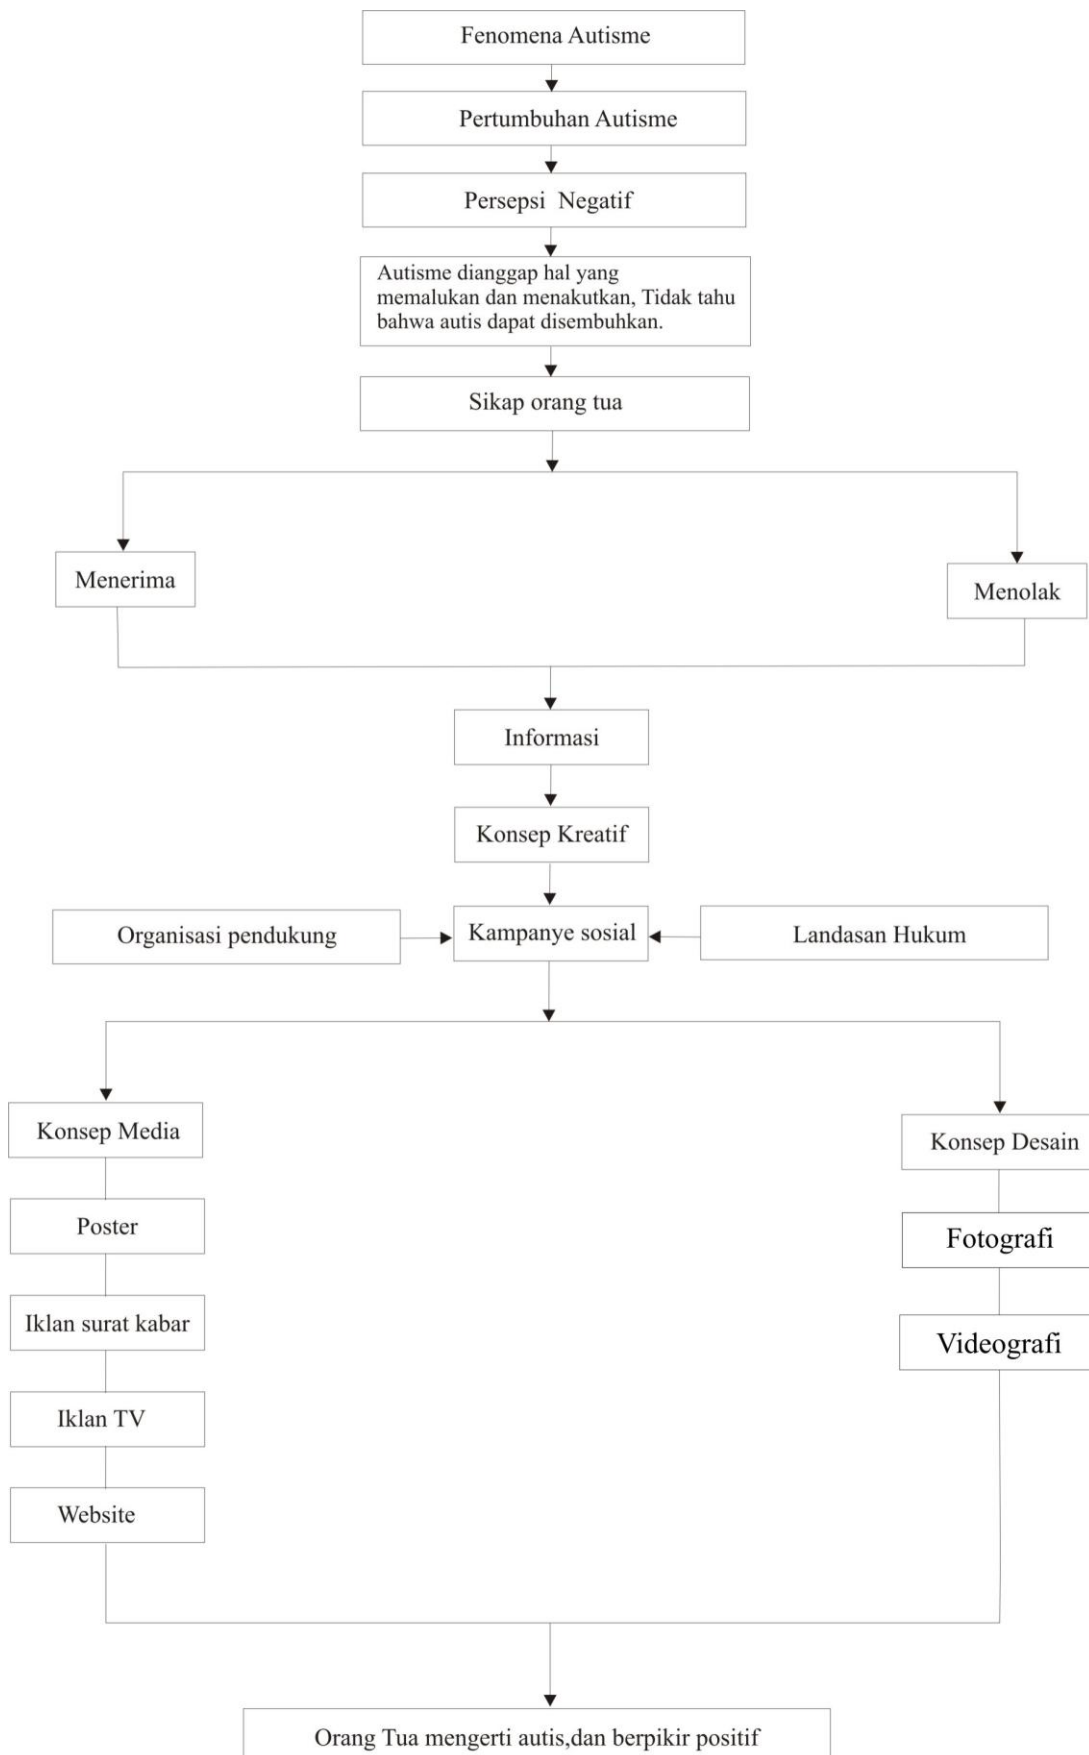 Fenomena Autisme
Pertumbuhan Autisme
Persepsi Negatif
Autisme dianggap hal yang
memalukan dan menakutkan, Tidak tahu
bahwa autis dapat disembuhkan.
Sikap orang tua
Menerima
Menolak
Informasi
Konsep Kreatif
Organisasi pendukung
Kampanye sosial
Landasan Hukum
Konsep Media
Poster
Iklan surat kabar
Iklan TV
Website
Konsep Desain
Fotografi
Videografi
Orang Tua mengerti autis,dan berpikir positif